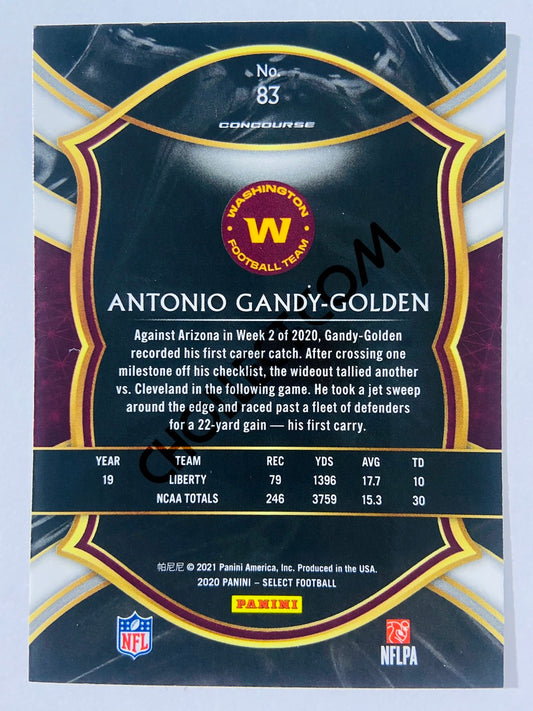 No.
83
CONCOURSE
WASHINGTON
W
FOOTBALL TEAM
ANTONIO GANDY-GOLDEN
Against Arizona in Week 2 of 2020, Gandy-Golden
recorded his first career catch. After crossing one
milestone off his checklist, the wideout tallied another
vs. Cleveland in the following game. He took a jet sweep
around the edge and raced past a fleet of defenders
for a 22-yard gain — his first carry.
YEAR TEAM REC YDS AVG TD
19 LIBERTY 79 1396 17.7 10
NCAA TOTALS 246 3759 15.3 30
帕尼尼 © 2021 Panini America, Inc. Produced in the USA.
2020 PANINI – SELECT FOOTBALL
PANINI
NFL
NFLPA